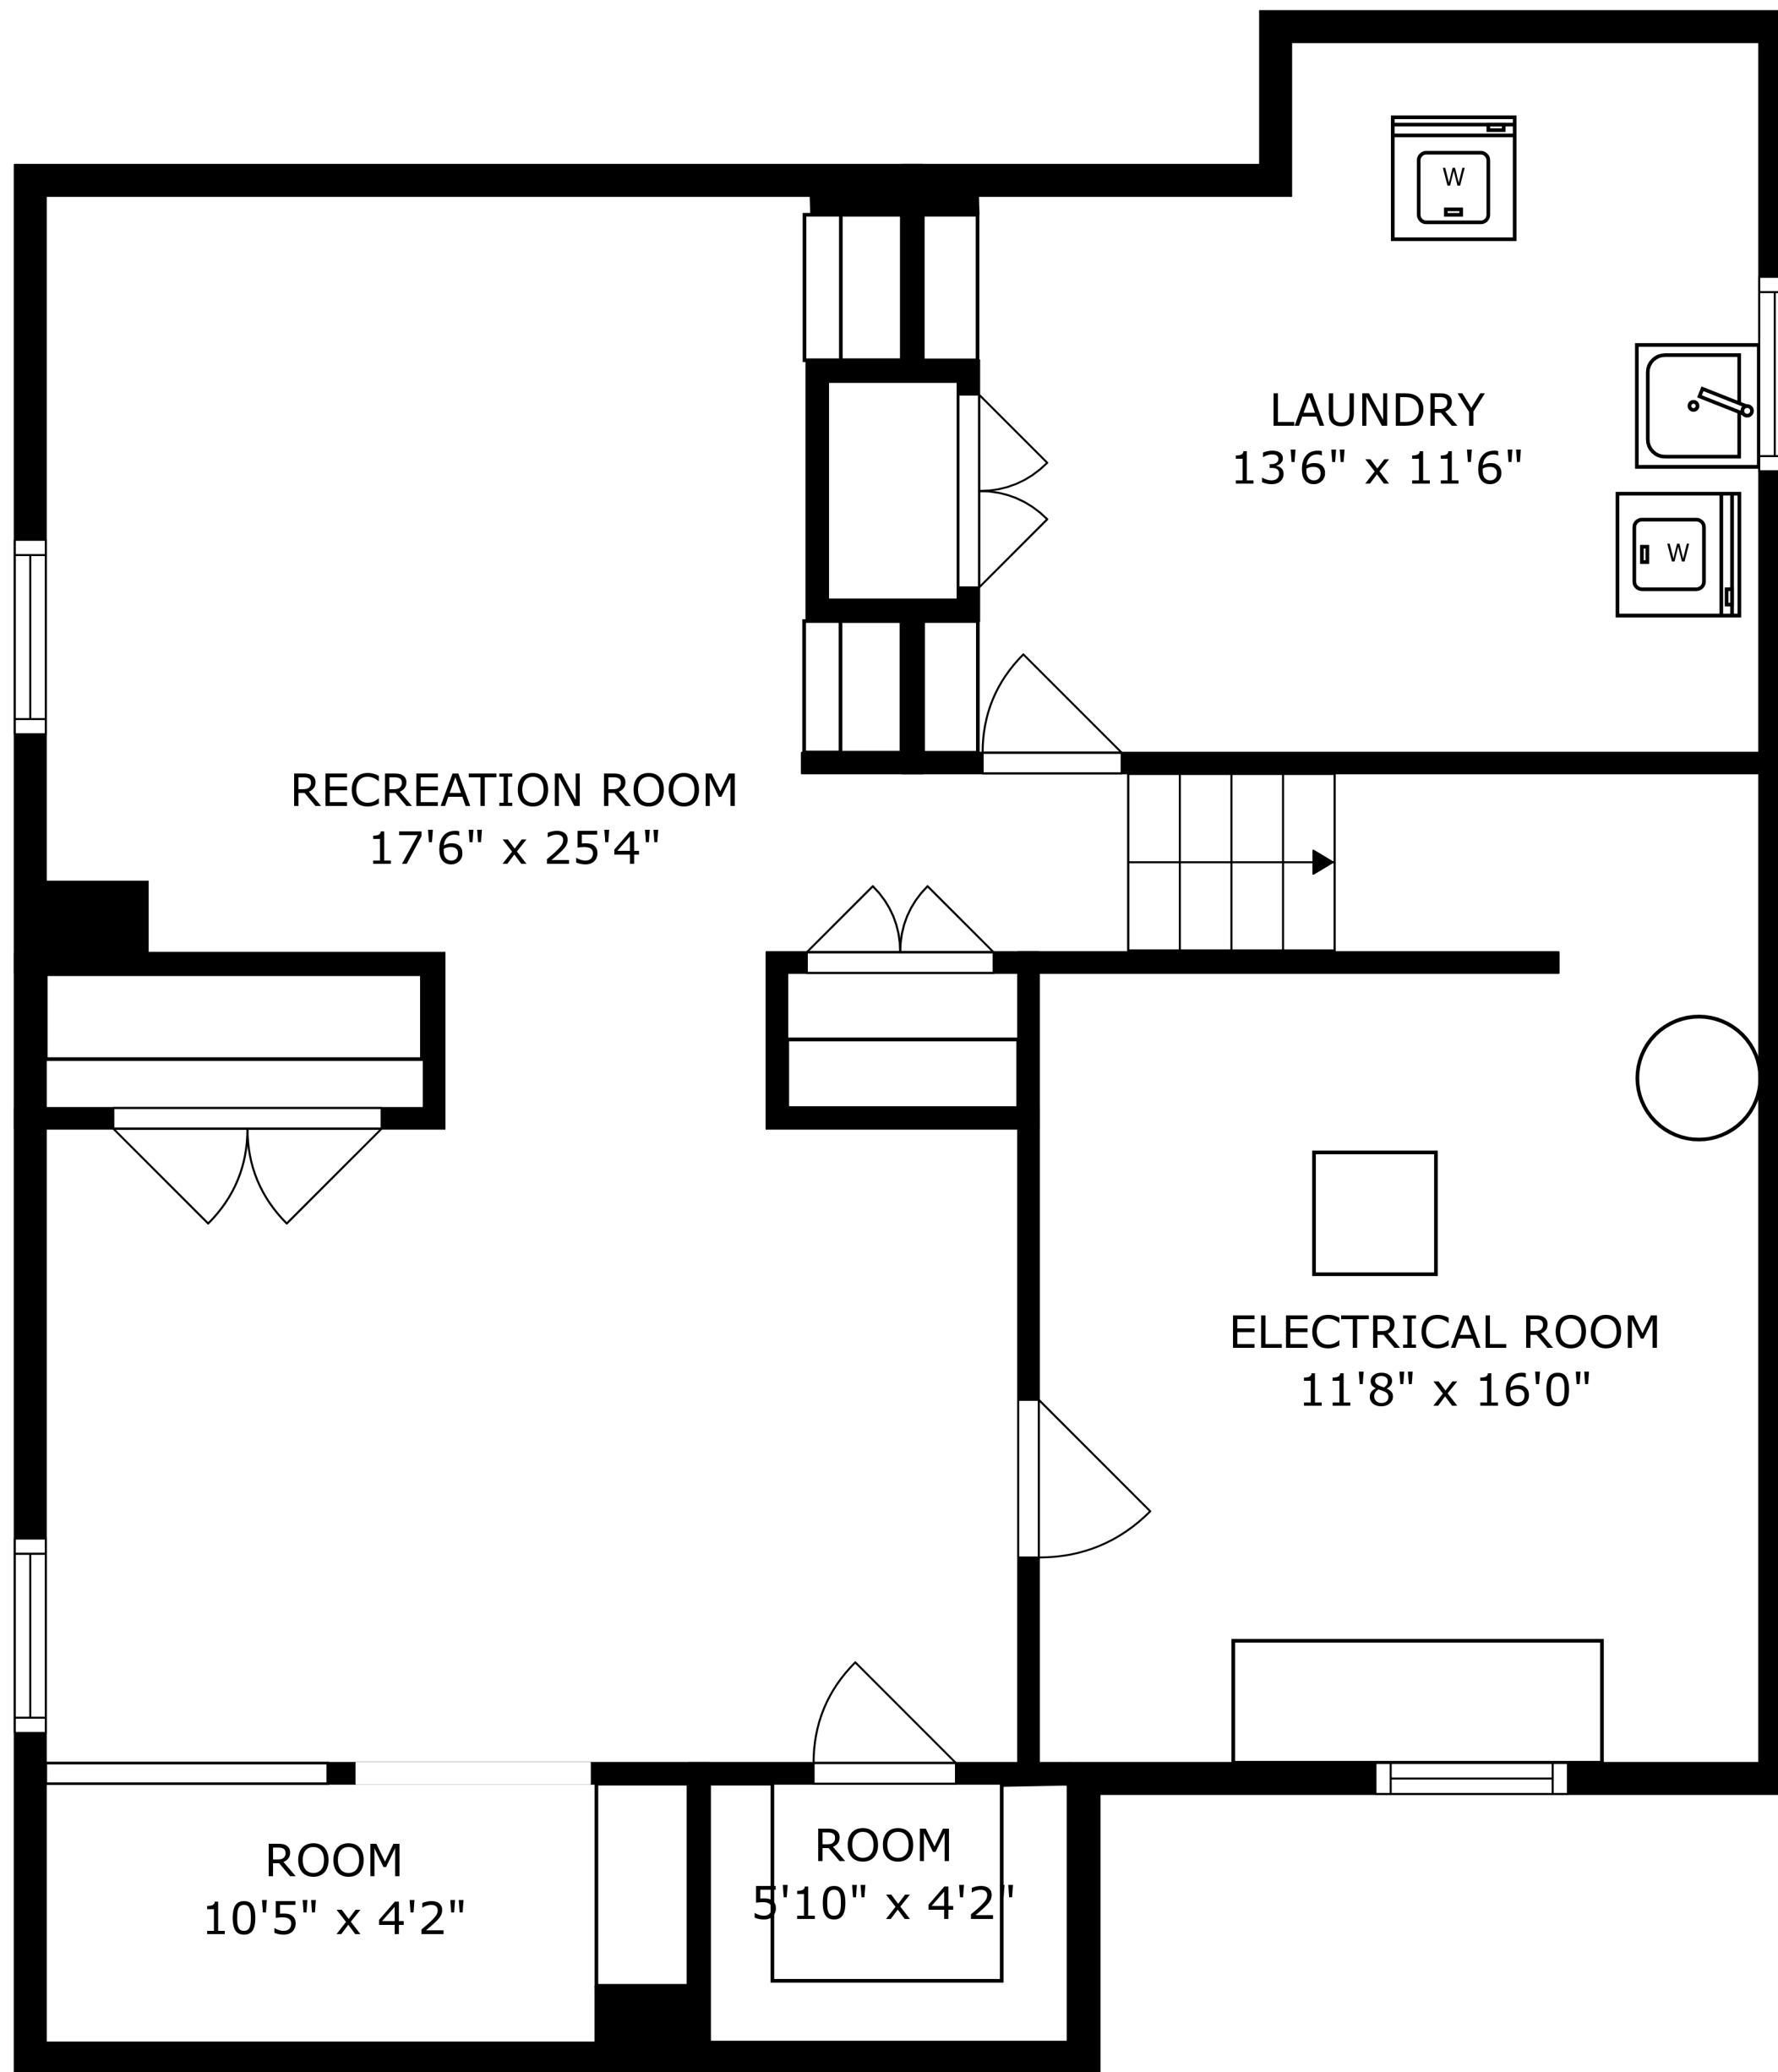 W
LAUNDRY
13'6" x 11'6"
W
RECREATION ROOM
17'6" x 25'4"
ELECTRICAL ROOM
11'8" x 16'0"
ROOM
10'5" x 4'2"
ROOM
5'10" x 4'2"